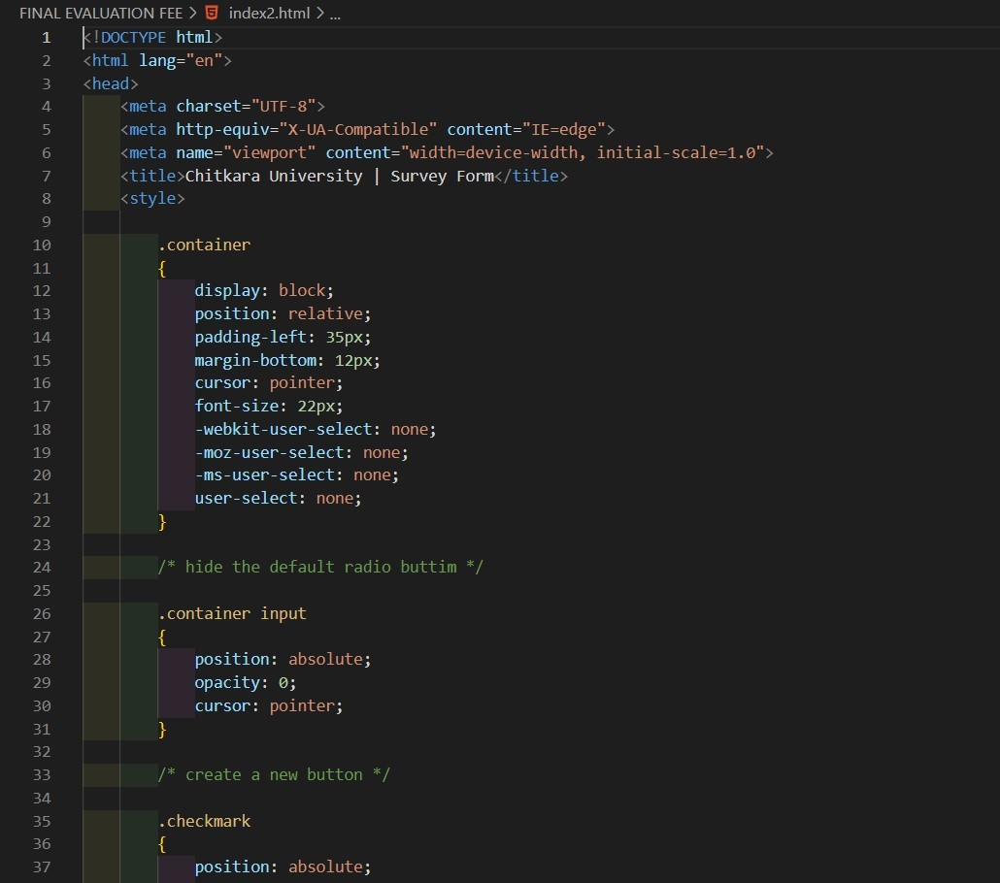 FINAL EVALUATION FEE > index2.html > ...
1 <!DOCTYPE html>
2 <html lang="en">
3 <head>
4 <meta charset="UTF-8">
5 <meta http-equiv="X-UA-Compatible" content="IE=edge">
6 <meta name="viewport" content="width=device-width, initial-scale=1.0">
7 <title>Chitkara University | Survey Form</title>
8 <style>
9
10 .container
11 {
12 display: block;
13 position: relative;
14 padding-left: 35px;
15 margin-bottom: 12px;
16 cursor: pointer;
17 font-size: 22px;
18 -webkit-user-select: none;
19 -moz-user-select: none;
20 -ms-user-select: none;
21 user-select: none;
22 }
23
24 /* hide the default radio buttim */
25
26 .container input
27 {
28 position: absolute;
29 opacity: 0;
30 cursor: pointer;
31 }
32
33 /* create a new button */
34
35 .checkmark
36 {
37 position: absolute;